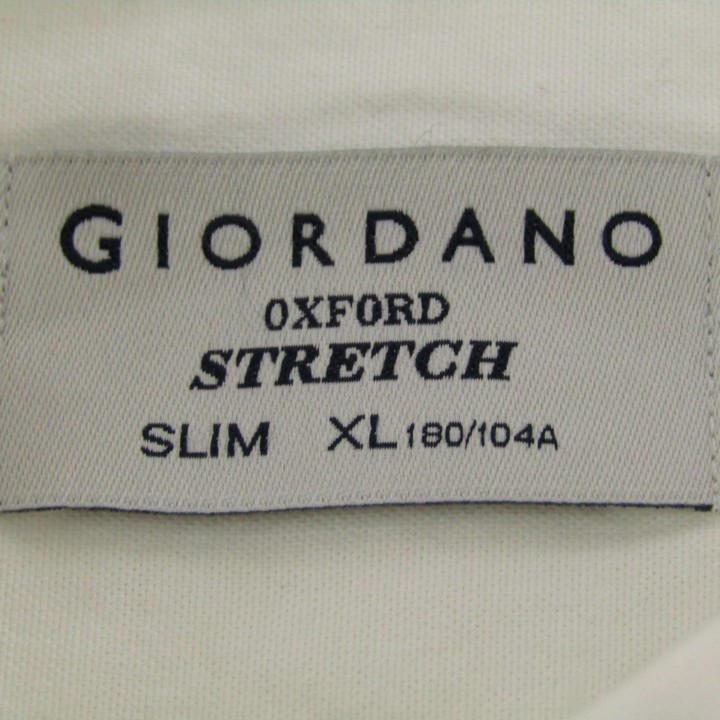 GIORDANO
OXFORD
STRETCH
SLIM XL 180/104A